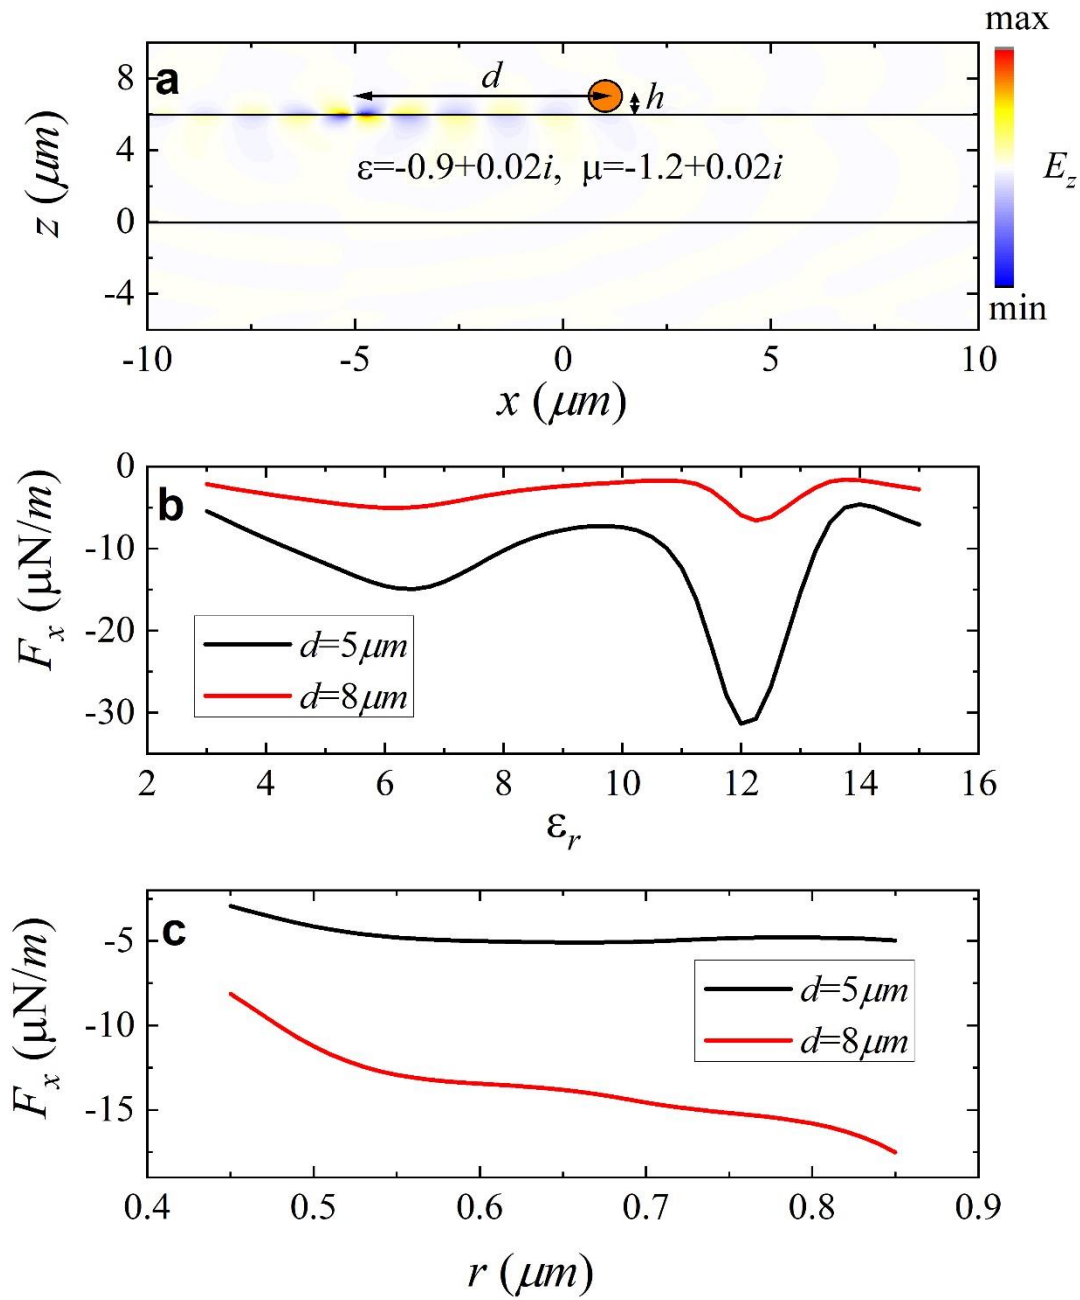 max
a
8
4
0
-4
z (μm)
d
h
ε=-0.9+0.02i, μ=-1.2+0.02i
E_z
min
-10 -5 0 5 10
x (μm)
b
0
-10
-20
-30
F_x (μN/m)
d=5μm
d=8μm
2 4 6 8 10 12 14 16
ε_r
c
-5
-10
-15
F_x (μN/m)
d=5μm
d=8μm
0.4 0.5 0.6 0.7 0.8 0.9
r (μm)